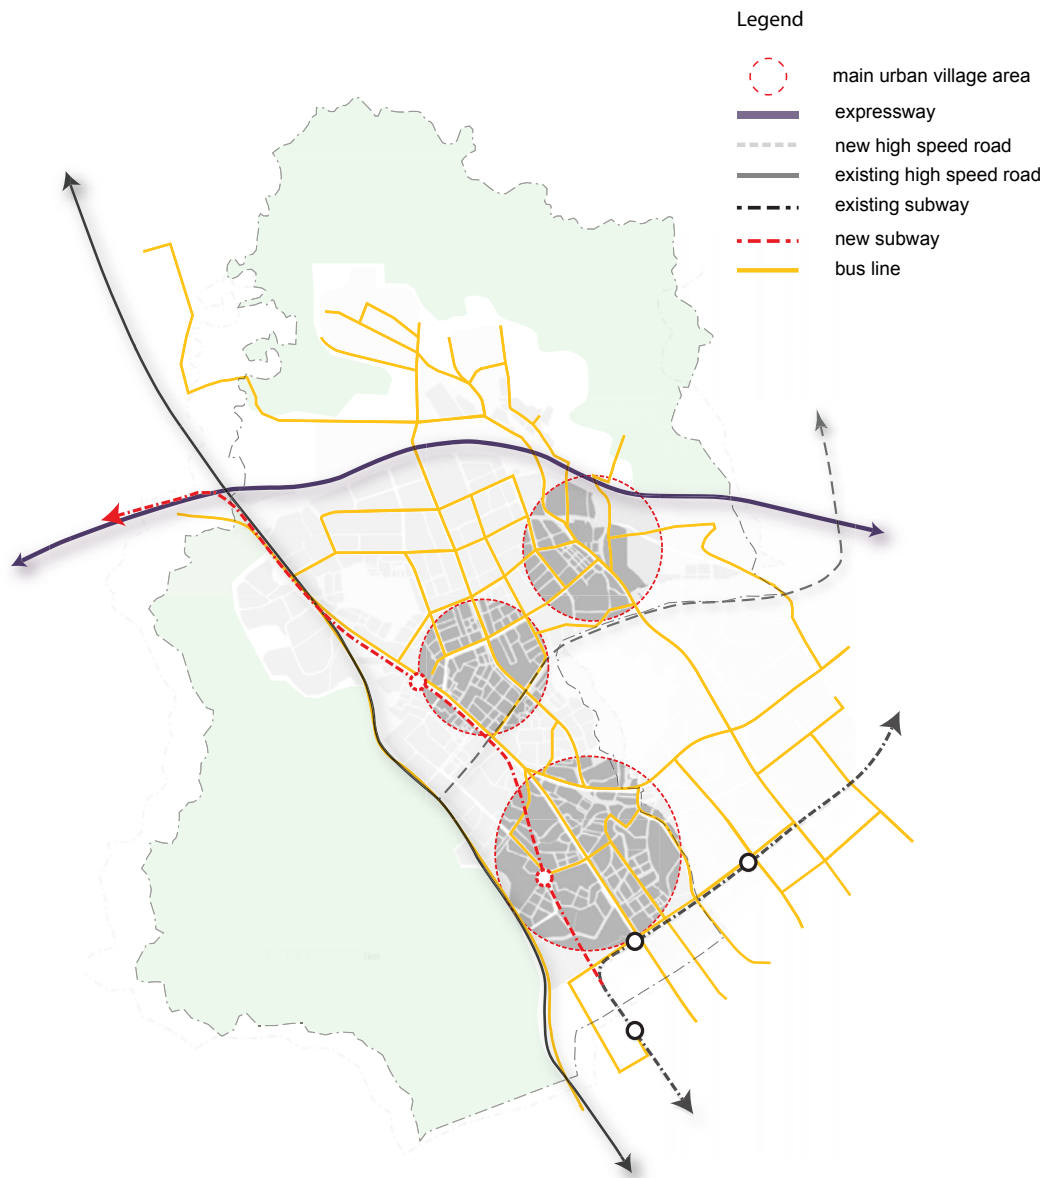 Legend
main urban village area
expressway
new high speed road
existing high speed road
existing subway
new subway
bus line